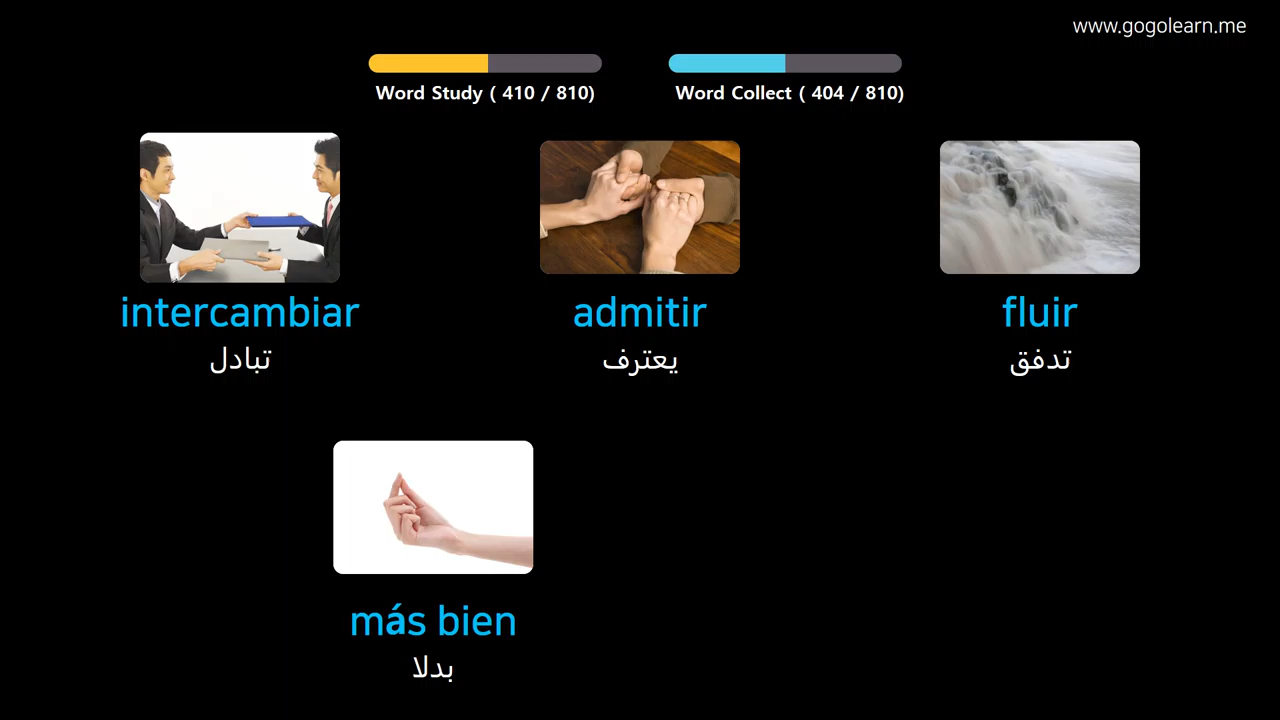 www.gogolearn.me
Word Study ( 410 / 810)
Word Collect ( 404 / 810)
intercambiar
تبادل
admitir
يعترف
fluir
تدفق
más bien
بدلا